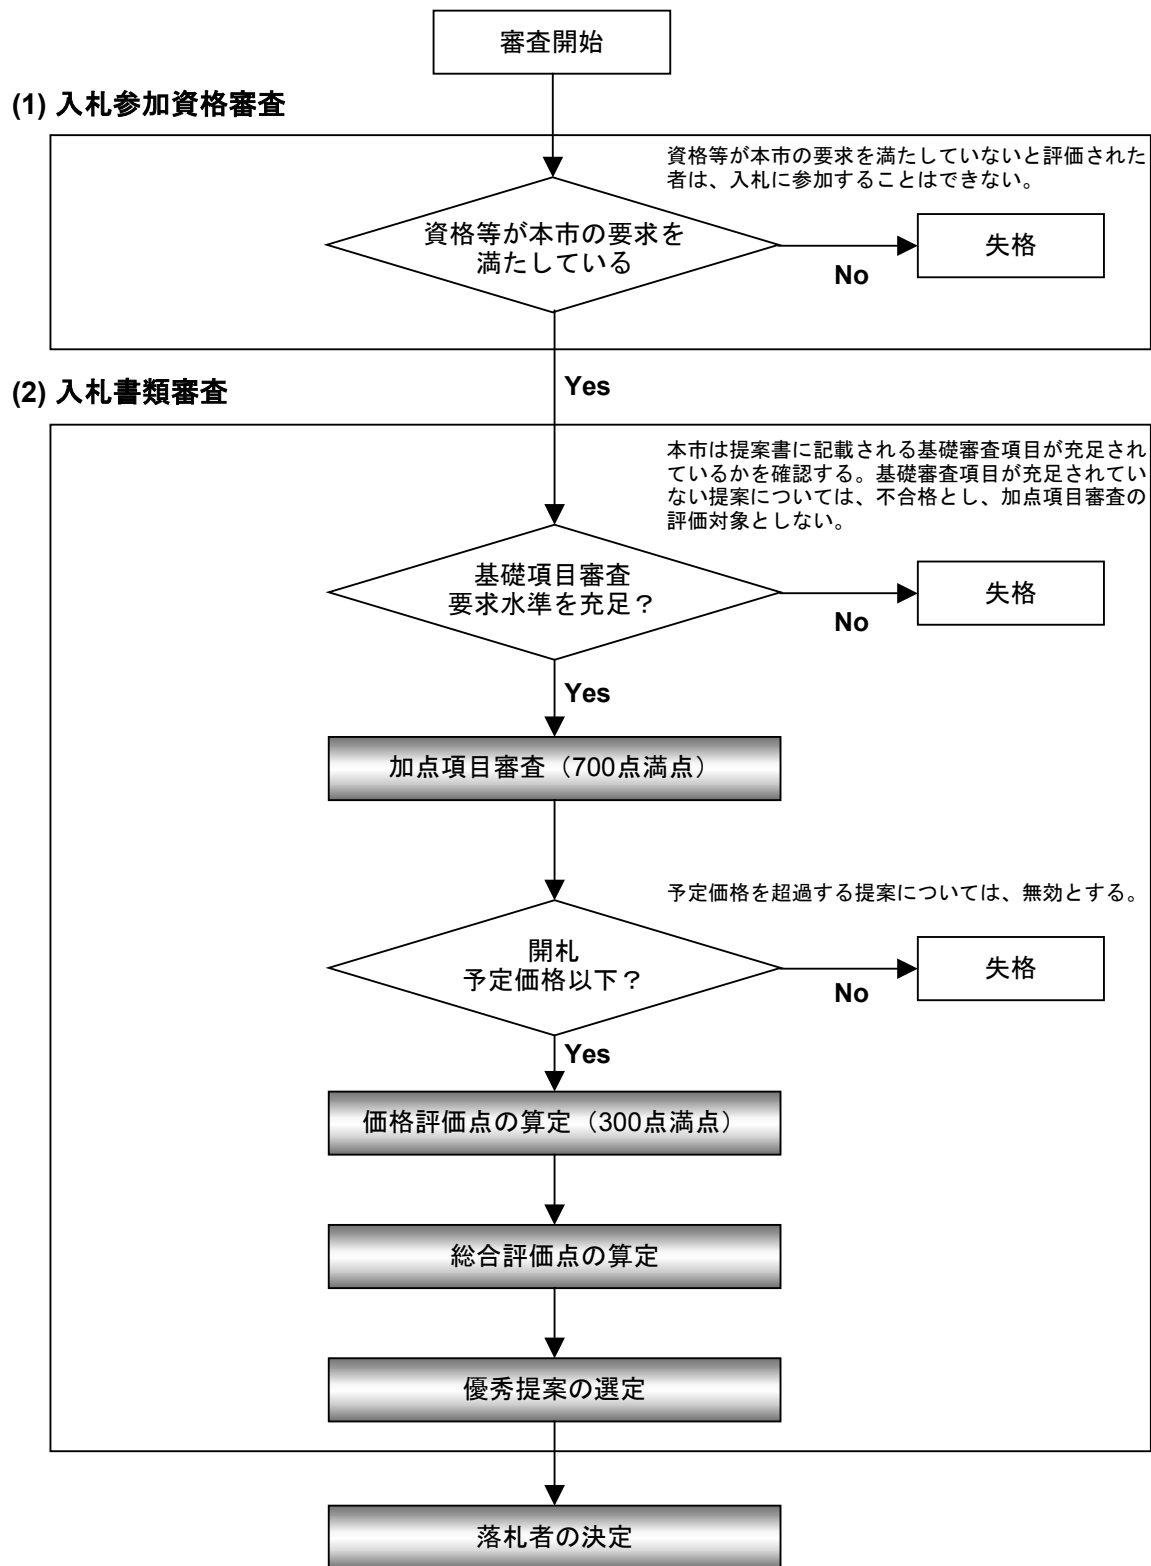 審査開始
(1) 入札参加資格審査
資格等が本市の要求を満たしていないと評価された
者は、入札に参加することはできない。
資格等が本市の要求を
満たしている
No
失格
Yes
(2) 入札書類審査
本市は提案書に記載される基礎審査項目が充足され
ているかを確認する。基礎審査項目が充足されてい
ない提案については、不合格とし、加点項目審査の
評価対象としない。
基礎項目審査
要求水準を充足？
No
失格
Yes
加点項目審査（700点満点）
予定価格を超過する提案については、無効とする。
開札
予定価格以下？
No
失格
Yes
価格評価点の算定（300点満点）
総合評価点の算定
優秀提案の選定
落札者の決定